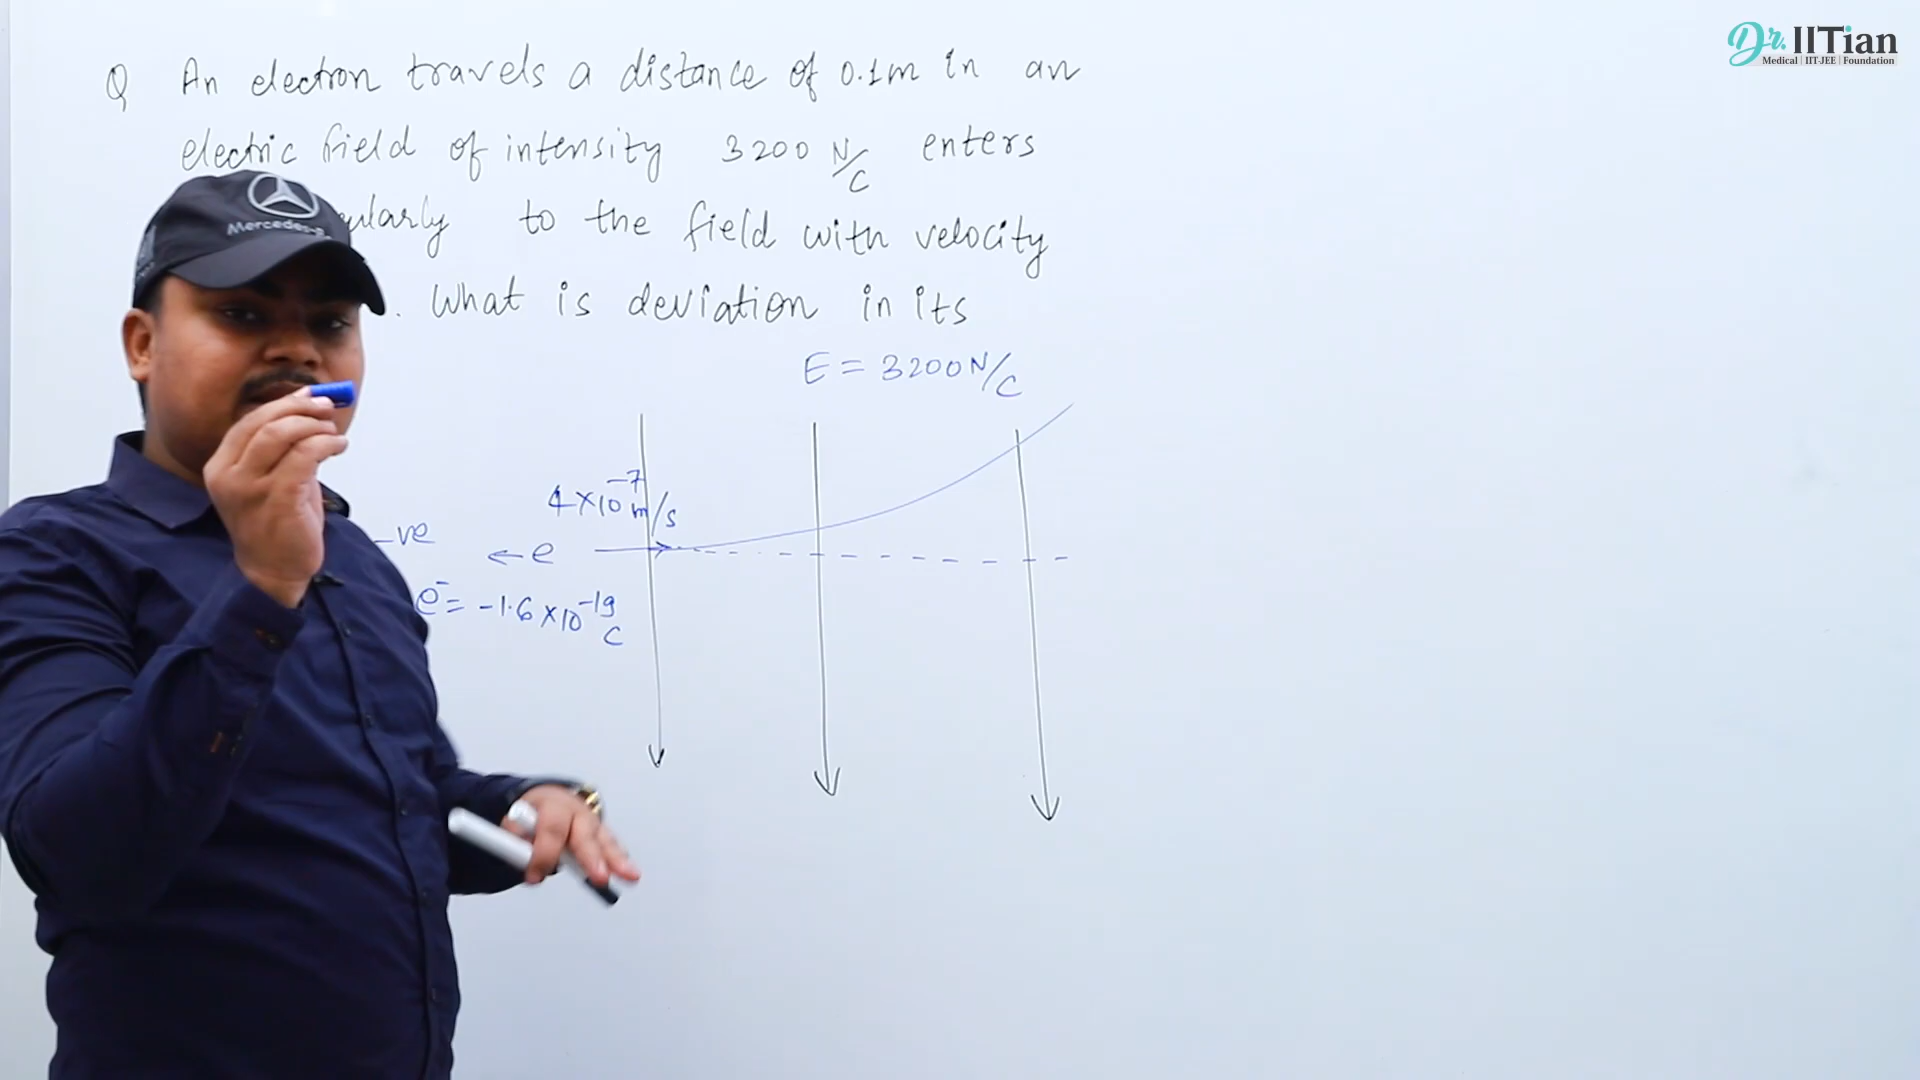 Dr. IITian
Medical | IIT-JEE | Foundation
Q An electron travels a distance of 0.1m in an
electric field of intensity 3200 N/C enters
to the field with velocity
. What is deviation in its
E = 3200 N/C
4×10⁻⁷ m/s
-ve
←e
e⁻= -1.6×10⁻¹⁹ C
Mercedes-B